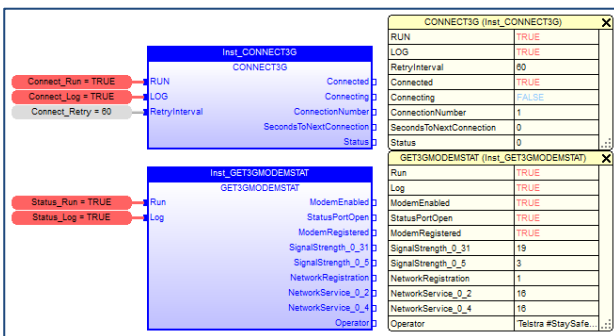 CONNECT3G (Inst_CONNECT3G) X
RUN TRUE
LOG TRUE
RetryInterval 60
Connected TRUE
Connecting FALSE
ConnectionNumber 1
SecondsToNextConnection 0
Status 0
Inst_CONNECT3G
CONNECT3G
Connect_Run = TRUE RUN Connected
Connect_Log = TRUE LOG Connecting
Connect_Retry = 60 RetryInterval ConnectionNumber
SecondsToNextConnection
Status
GET3GMODEMSTAT (Inst_GET3GMODEMSTAT) X
Run TRUE
Log TRUE
ModemEnabled TRUE
StatusPortOpen TRUE
ModemRegistered TRUE
SignalStrength_0_31 19
SignalStrength_0_5 3
NetworkRegistration 1
NetworkService_0_2 16
NetworkService_0_4 16
Operator 'Telstra #StaySafe...
Inst_GET3GMODEMSTAT
GET3GMODEMSTAT
Status_Run = TRUE Run ModemEnabled
Status_Log = TRUE Log StatusPortOpen
ModemRegistered
SignalStrength_0_31
SignalStrength_0_5
NetworkRegistration
NetworkService_0_2
NetworkService_0_4
Operator